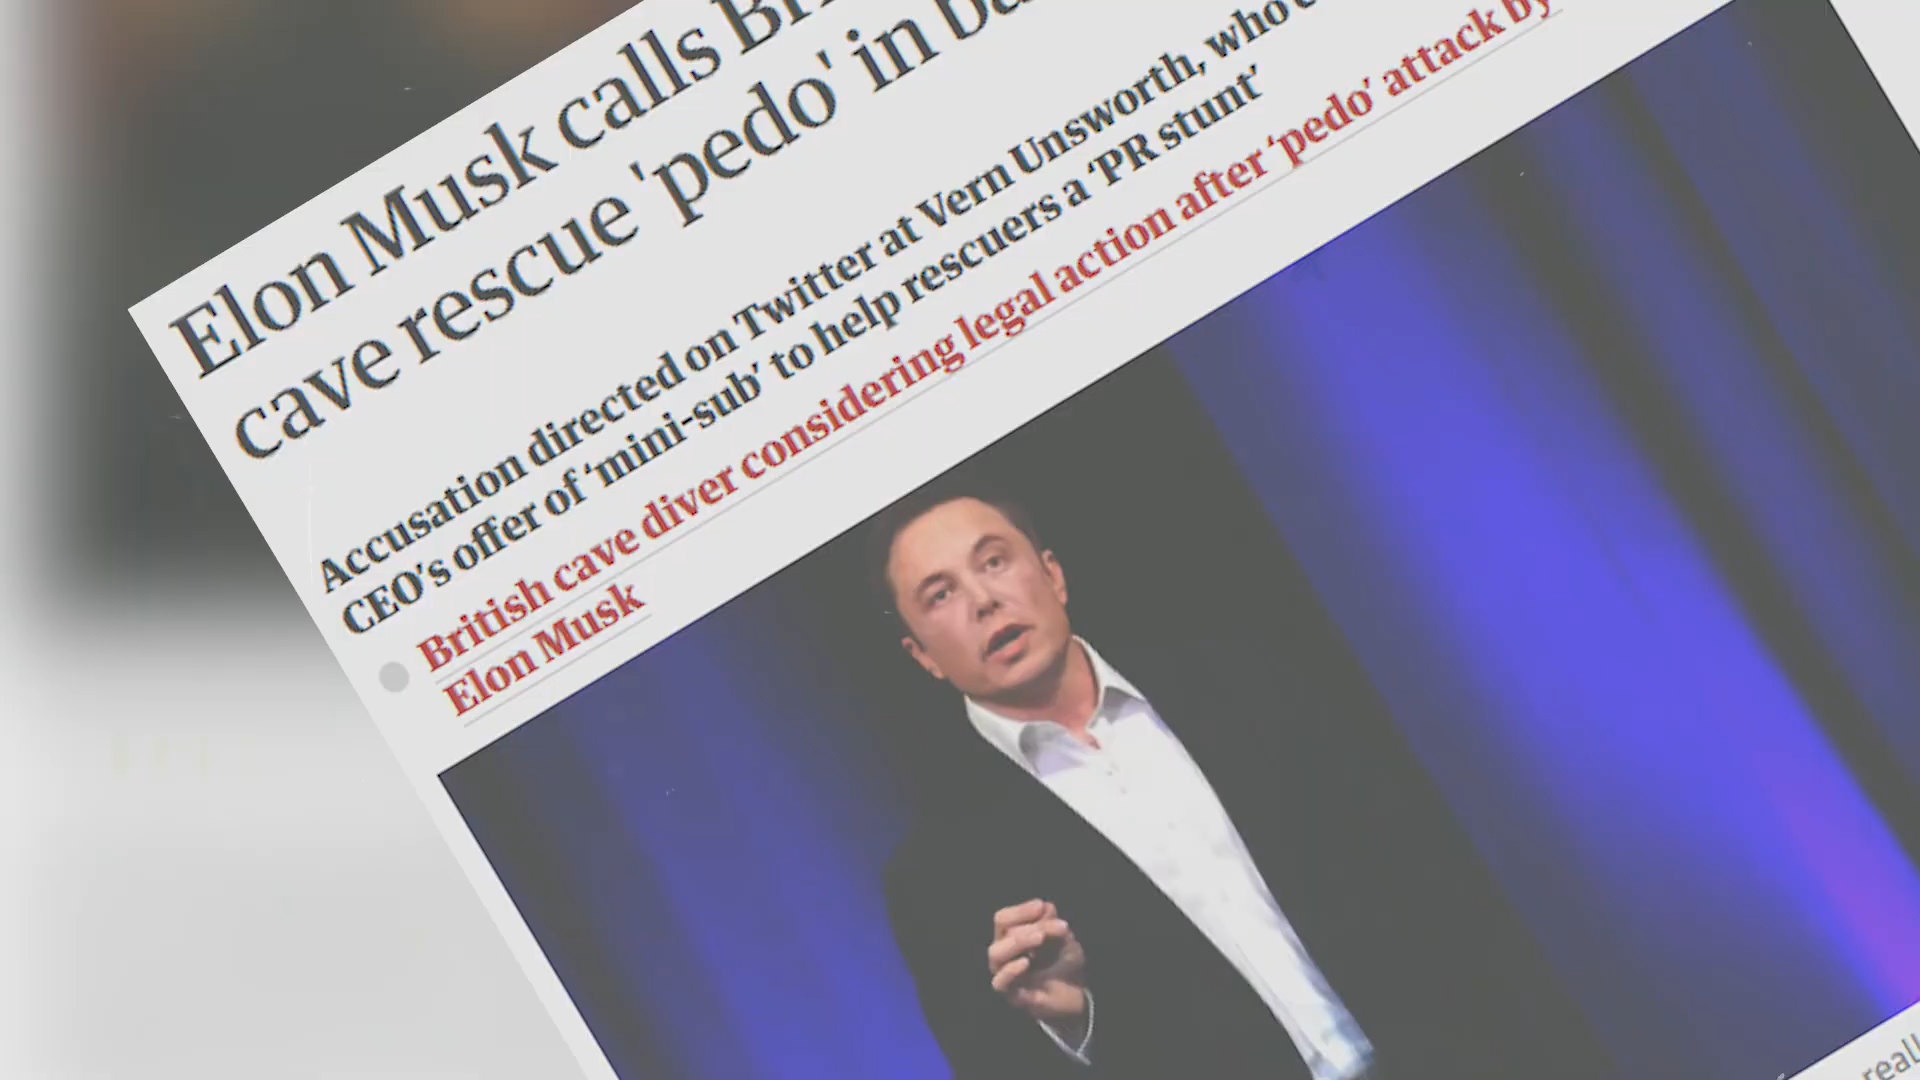 Elon Musk calls
cave rescue 'pedo' in
Accusation directed on Twitter at Vern Unsworth, who
CEO's offer of 'mini-sub' to help rescuers a 'PR stunt'
British cave diver considering legal action after 'pedo' attack by
Elon Musk